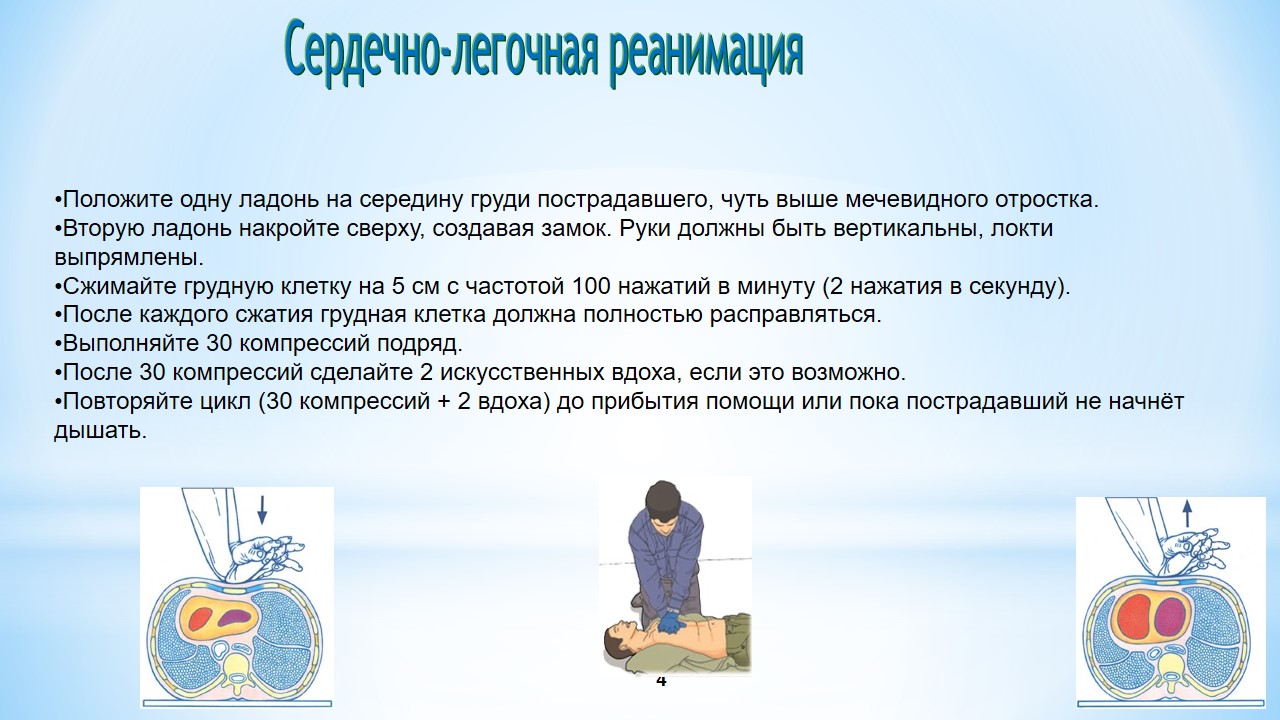 Сердечно-легочная реанимация
•Положите одну ладонь на середину груди пострадавшего, чуть выше мечевидного отростка.
•Вторую ладонь накройте сверху, создавая замок. Руки должны быть вертикальны, локти
выпрямлены.
•Сжимайте грудную клетку на 5 см с частотой 100 нажатий в минуту (2 нажатия в секунду).
•После каждого сжатия грудная клетка должна полностью расправляться.
•Выполняйте 30 компрессий подряд.
•После 30 компрессий сделайте 2 искусственных вдоха, если это возможно.
•Повторяйте цикл (30 компрессий + 2 вдоха) до прибытия помощи или пока пострадавший не начнёт
дышать.
4